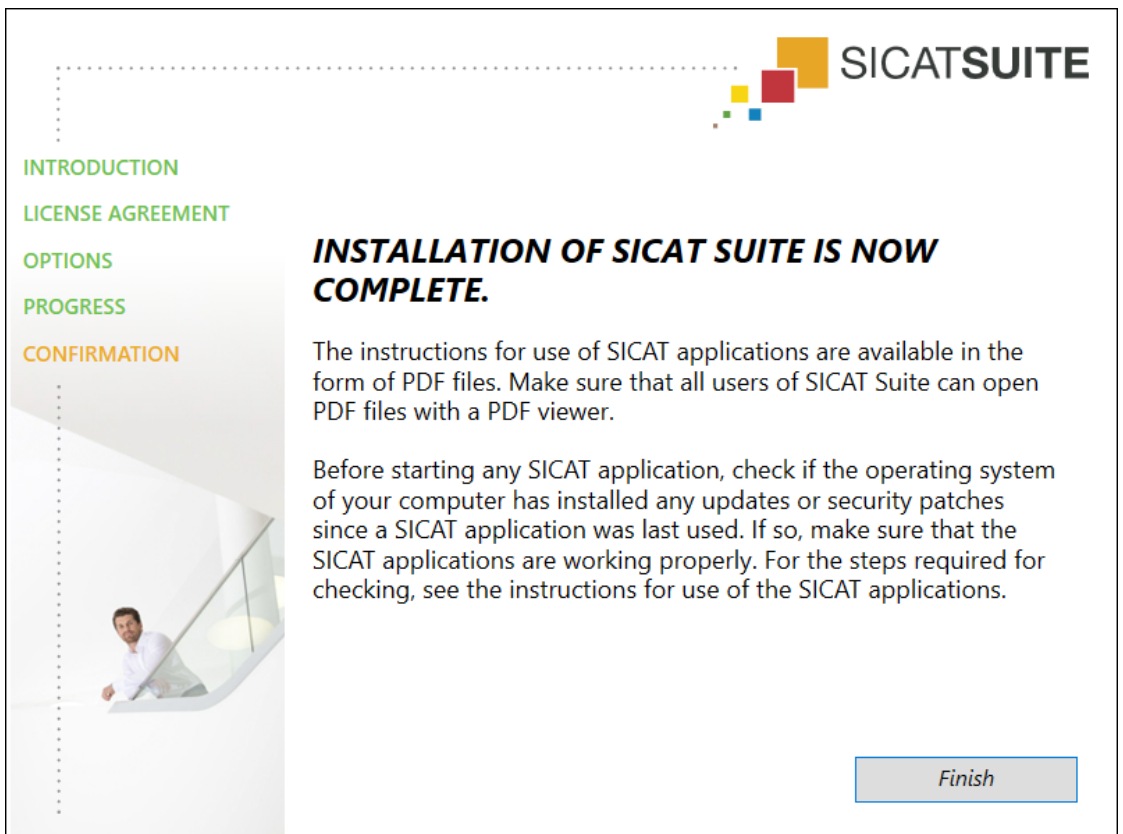 SICATSUITE
INTRODUCTION
LICENSE AGREEMENT
OPTIONS
PROGRESS
CONFIRMATION
INSTALLATION OF SICAT SUITE IS NOW
COMPLETE.
The instructions for use of SICAT applications are available in the
form of PDF files. Make sure that all users of SICAT Suite can open
PDF files with a PDF viewer.
Before starting any SICAT application, check if the operating system
of your computer has installed any updates or security patches
since a SICAT application was last used. If so, make sure that the
SICAT applications are working properly. For the steps required for
checking, see the instructions for use of the SICAT applications.
Finish